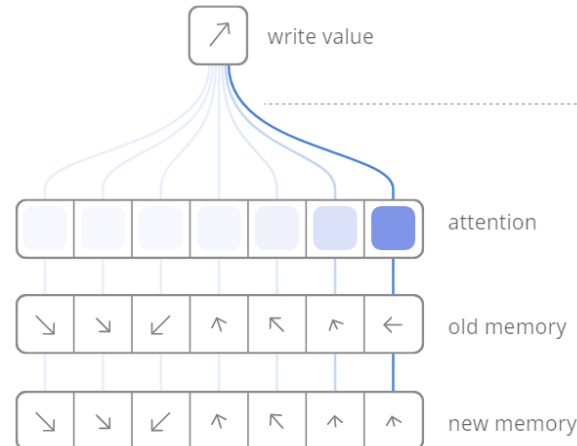 write value
attention
old memory
new memory